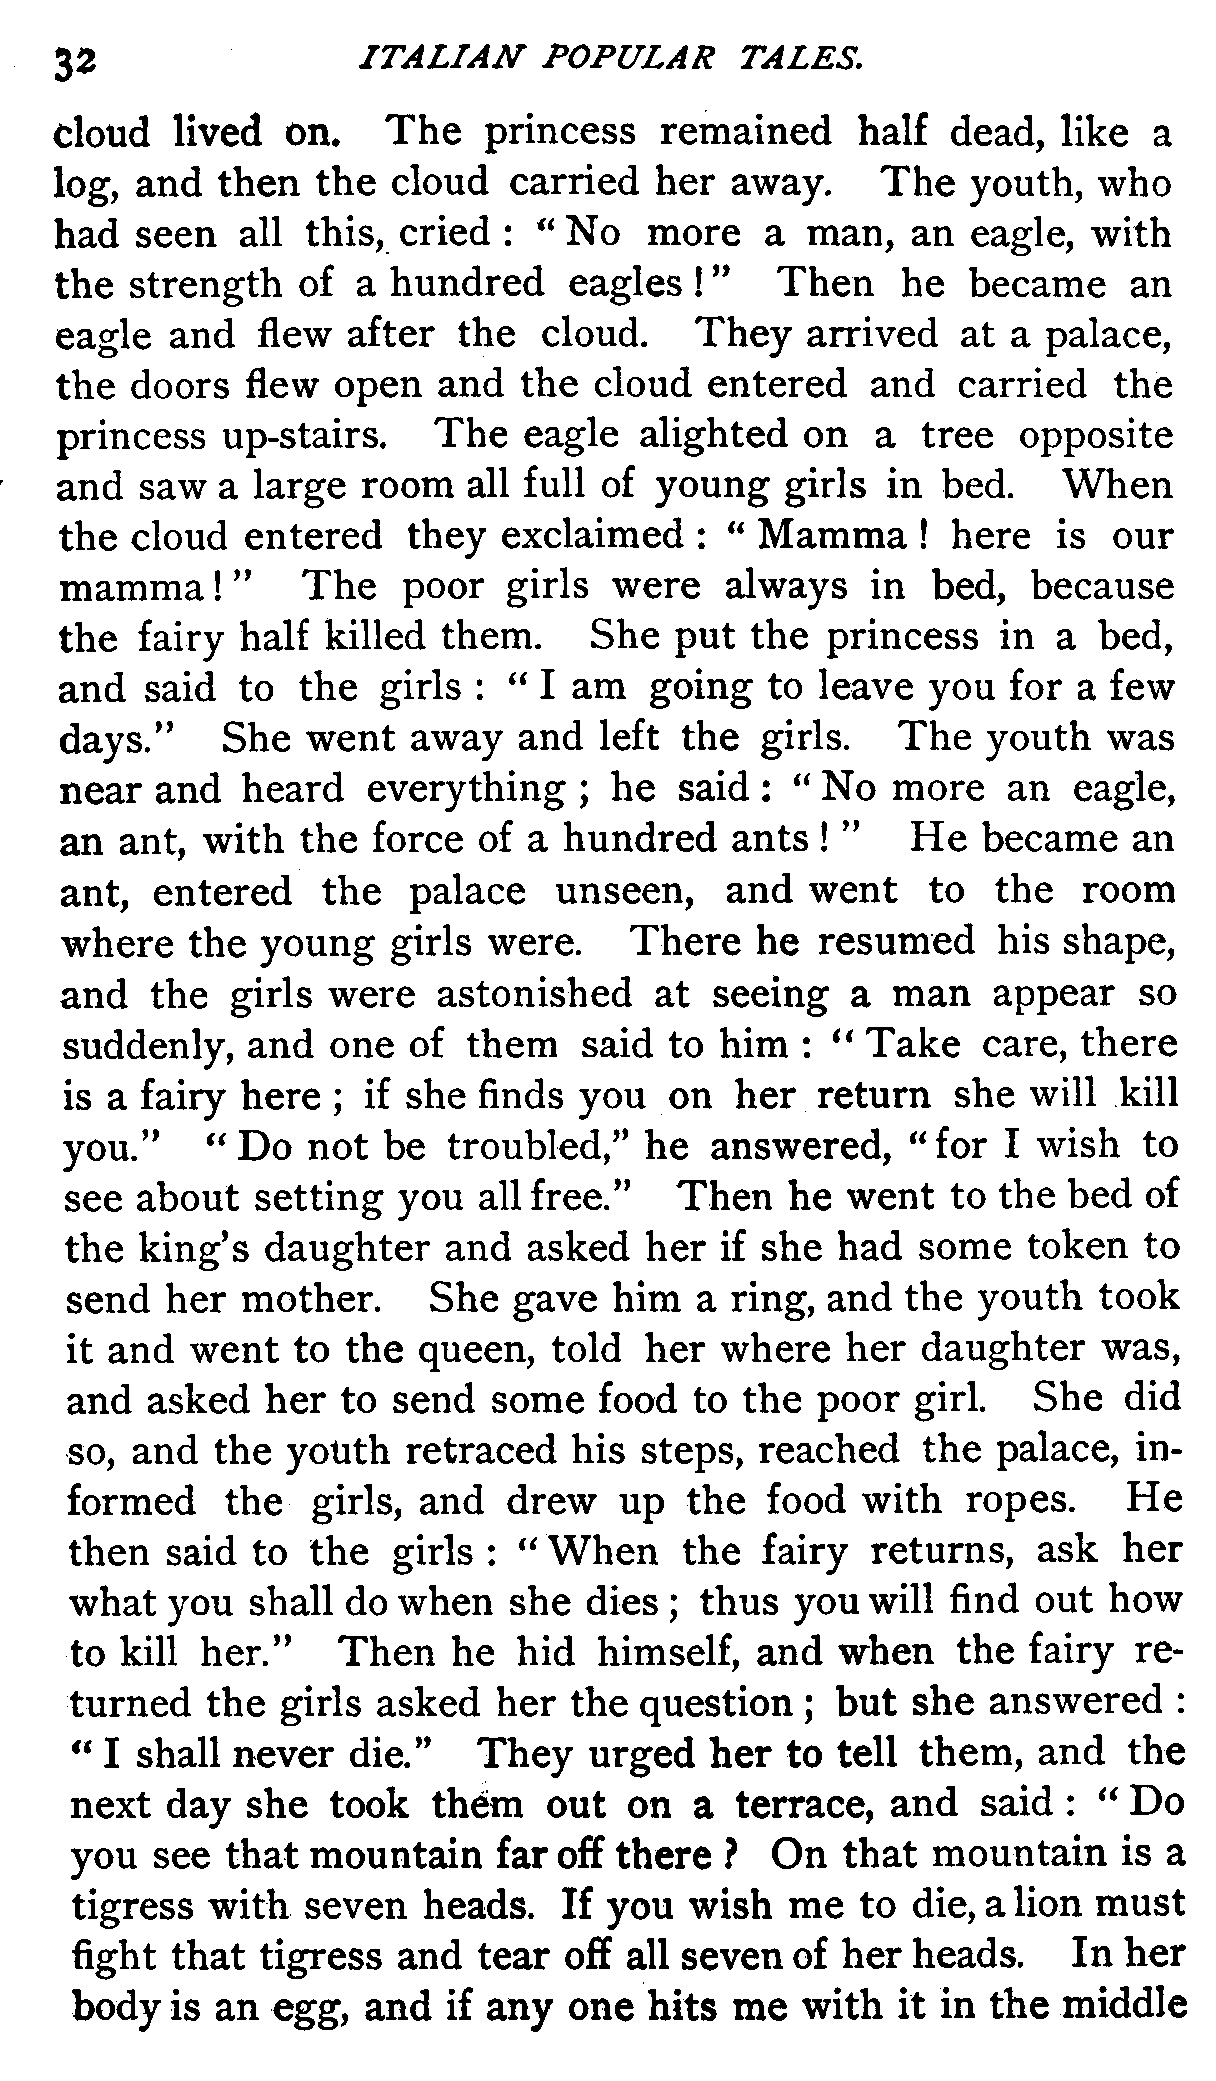 32 ITALIAN POPULAR TALES.
cloud lived on. The princess remained half dead, like a
log, and then the cloud carried her away. The youth, who
had seen all this, cried : “ No more a man, an eagle, with
the strength of a hundred eagles ! ” Then he became an
eagle and flew after the cloud. They arrived at a palace,
the doors flew open and the cloud entered and carried the
princess up-stairs. The eagle alighted on a tree opposite
and saw a large room all full of young girls in bed. When
the cloud entered they exclaimed : “ Mamma ! here is our
mamma ! ” The poor girls were always in bed, because
the fairy half killed them. She put the princess in a bed,
and said to the girls : “ I am going to leave you for a few
days.” She went away and left the girls. The youth was
near and heard everything ; he said : “ No more an eagle,
an ant, with the force of a hundred ants ! ” He became an
ant, entered the palace unseen, and went to the room
where the young girls were. There he resumed his shape,
and the girls were astonished at seeing a man appear so
suddenly, and one of them said to him : “ Take care, there
is a fairy here ; if she finds you on her return she will kill
you.” “ Do not be troubled,” he answered, “ for I wish to
see about setting you all free.” Then he went to the bed of
the king’s daughter and asked her if she had some token to
send her mother. She gave him a ring, and the youth took
it and went to the queen, told her where her daughter was,
and asked her to send some food to the poor girl. She did
so, and the youth retraced his steps, reached the palace, in-
formed the girls, and drew up the food with ropes. He
then said to the girls : “ When the fairy returns, ask her
what you shall do when she dies ; thus you will find out how
to kill her.” Then he hid himself, and when the fairy re-
turned the girls asked her the question ; but she answered :
“ I shall never die.” They urged her to tell them, and the
next day she took them out on a terrace, and said : “ Do
you see that mountain far off there ? On that mountain is a
tigress with seven heads. If you wish me to die, a lion must
fight that tigress and tear off all seven of her heads. In her
body is an egg, and if any one hits me with it in the middle